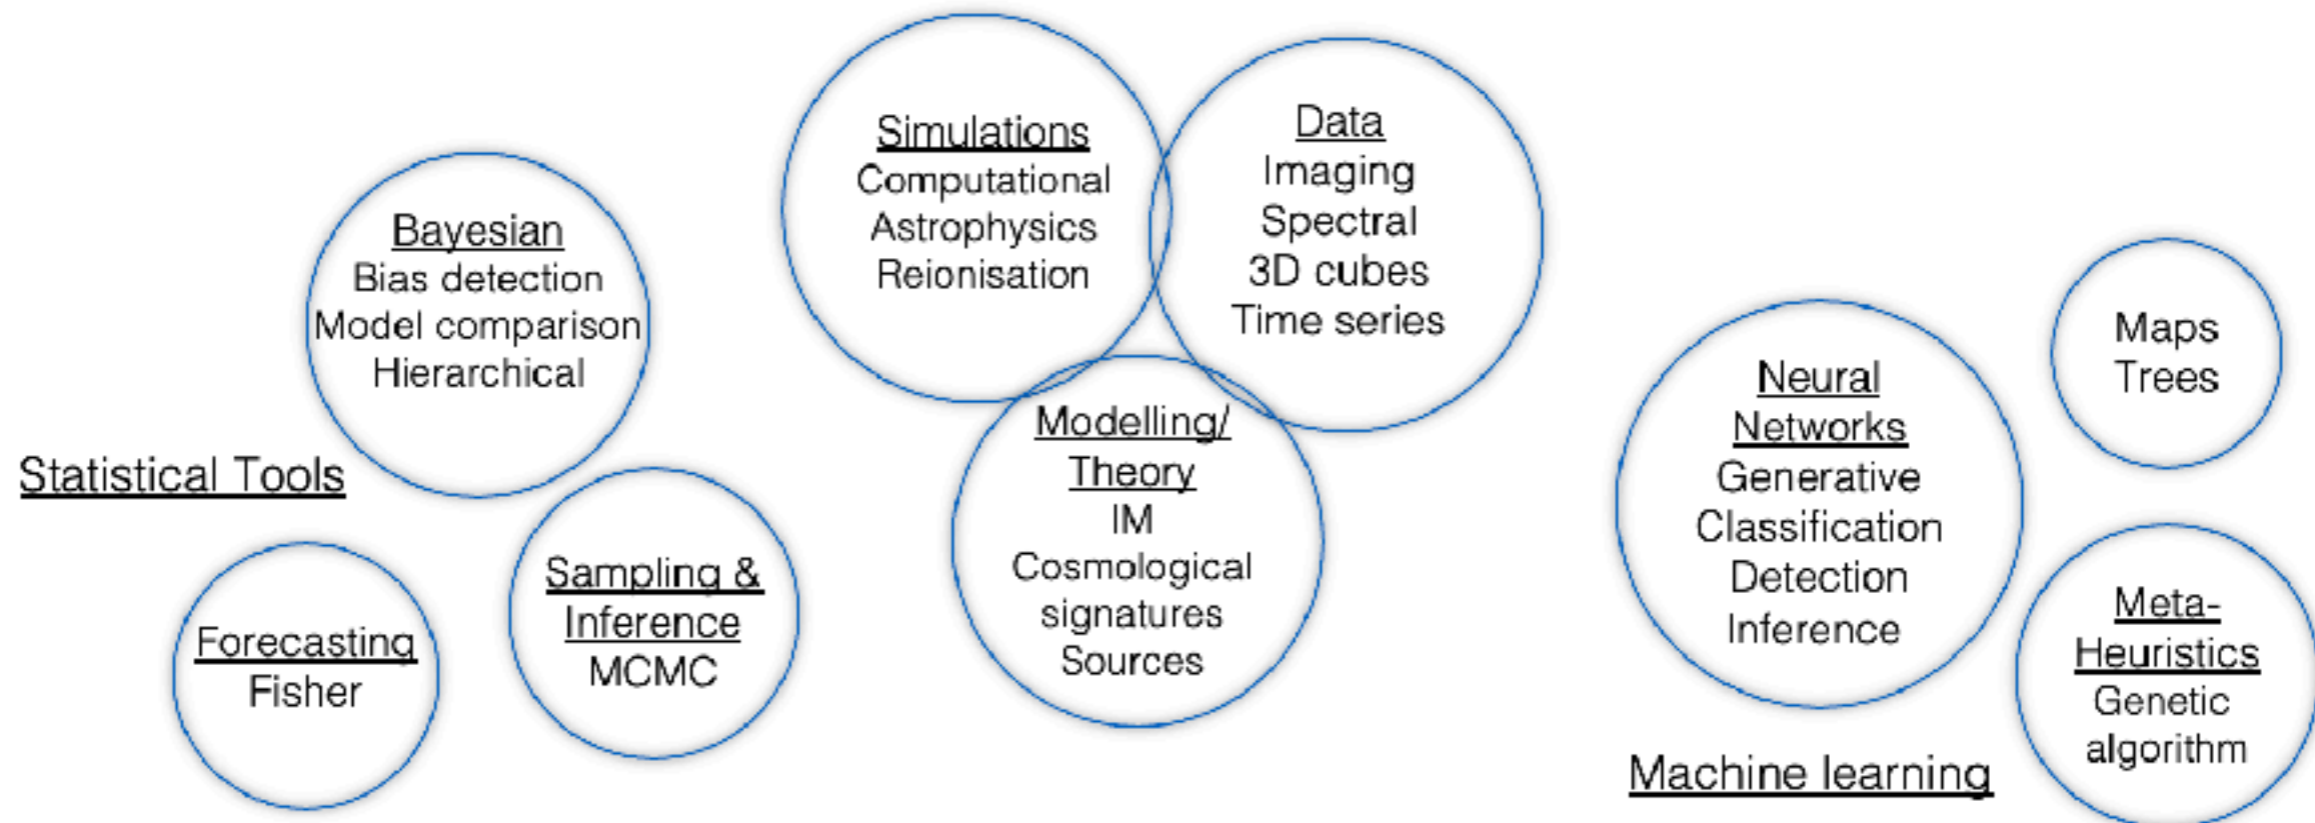 Statistical Tools
Bayesian
Bias detection
Model comparison
Hierarchical
Forecasting
Fisher
Sampling &
Inference
MCMC
Simulations
Computational
Astrophysics
Reionisation
Data
Imaging
Spectral
3D cubes
Time series
Modelling/
Theory
IM
Cosmological
signatures
Sources
Neural
Networks
Generative
Classification
Detection
Inference
Maps
Trees
Meta-
Heuristics
Genetic
algorithm
Machine learning